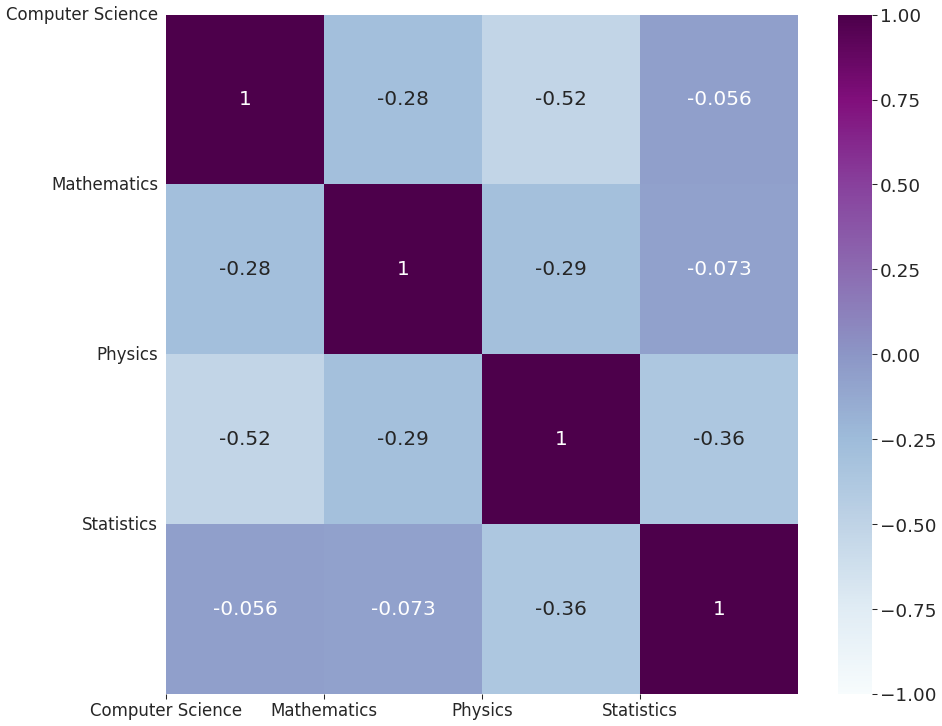 Computer Science
1 -0.28 -0.52 -0.056
Mathematics
-0.28 1 -0.29 -0.073
Physics
-0.52 -0.29 1 -0.36
Statistics
-0.056 -0.073 -0.36 1
Computer Science Mathematics Physics Statistics
1.00
0.75
0.50
0.25
0.00
−0.25
−0.50
−0.75
−1.00